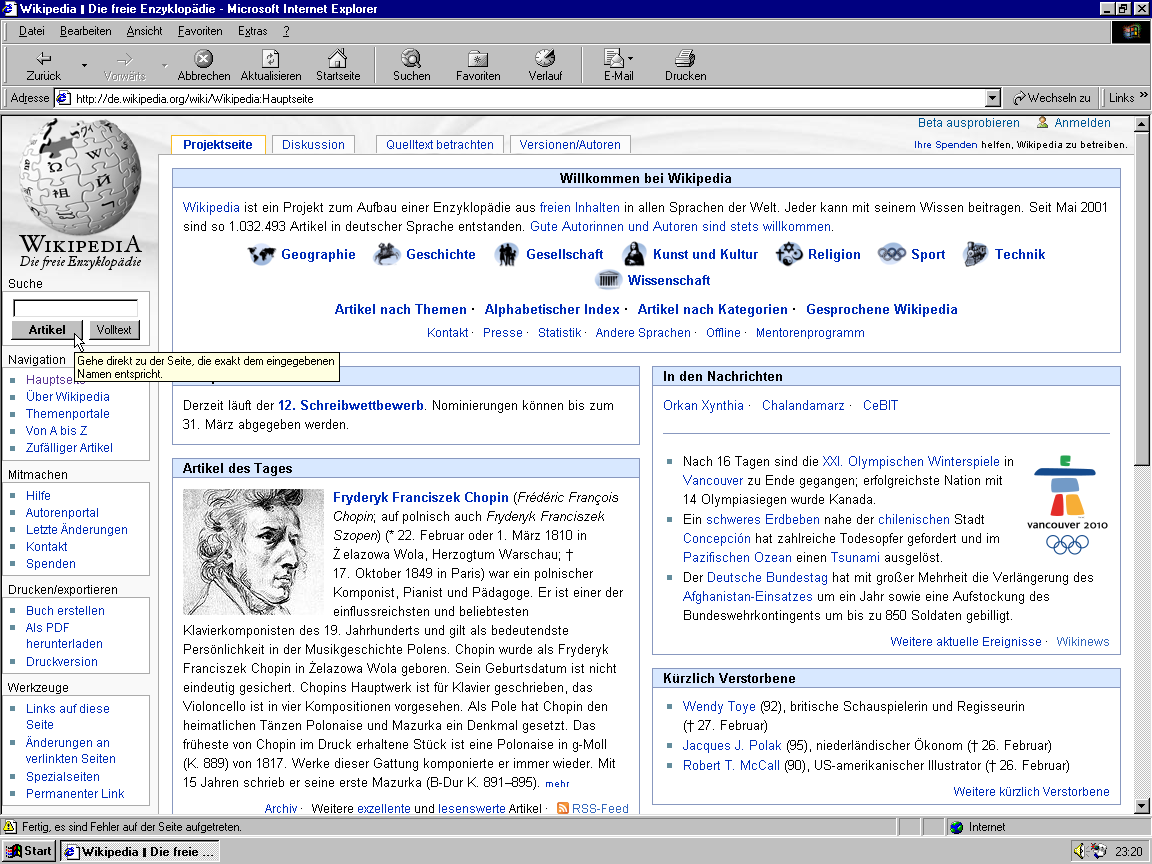 Wikipedia | Die freie Enzyklopädie - Microsoft Internet Explorer
Datei Bearbeiten Ansicht Favoriten Extras ?
Zurück Vorwärts Abbrechen Aktualisieren Startseite Suchen Favoriten Verlauf E-Mail Drucken
Adresse http://de.wikipedia.org/wiki/Wikipedia:Hauptseite Wechseln zu Links »
Beta ausprobieren Anmelden
Ihre Spenden helfen, Wikipedia zu betreiben.
Projektseite Diskussion Quelltext betrachten Versionen/Autoren
WIKIPEDIA
Die freie Enzyklopädie
Suche
Artikel Volltext
Gehe direkt zu der Seite, die exakt dem eingegebenen
Namen entspricht.
Navigation
Hauptseite
Über Wikipedia
Themenportale
Von A bis Z
Zufälliger Artikel
Mitmachen
Hilfe
Autorenportal
Letzte Änderungen
Kontakt
Spenden
Drucken/exportieren
Buch erstellen
Als PDF
herunterladen
Druckversion
Werkzeuge
Links auf diese
Seite
Änderungen an
verlinkten Seiten
Spezialseiten
Permanenter Link
Willkommen bei Wikipedia
Wikipedia ist ein Projekt zum Aufbau einer Enzyklopädie aus freien Inhalten in allen Sprachen der Welt. Jeder kann mit seinem Wissen beitragen. Seit Mai 2001
sind so 1.032.493 Artikel in deutscher Sprache entstanden. Gute Autorinnen und Autoren sind stets willkommen.
Geographie Geschichte Gesellschaft Kunst und Kultur Religion Sport Technik
Wissenschaft
Artikel nach Themen · Alphabetischer Index · Artikel nach Kategorien · Gesprochene Wikipedia
Kontakt · Presse · Statistik · Andere Sprachen · Offline · Mentorenprogramm
Derzeit läuft der 12. Schreibwettbewerb. Nominierungen können bis zum
31. März abgegeben werden.
Artikel des Tages
Fryderyk Franciszek Chopin (Frédéric François
Chopin; auf polnisch auch Fryderyk Franciszek
Szopen) (* 22. Februar oder 1. März 1810 in
Żelazowa Wola, Herzogtum Warschau; †
17. Oktober 1849 in Paris) war ein polnischer
Komponist, Pianist und Pädagoge. Er ist einer der
einflussreichsten und beliebtesten
Klavierkomponisten des 19. Jahrhunderts und gilt als bedeutendste
Persönlichkeit in der Musikgeschichte Polens. Chopin wurde als Fryderyk
Franciszek Chopin in Żelazowa Wola geboren. Sein Geburtsdatum ist nicht
eindeutig gesichert. Chopins Hauptwerk ist für Klavier geschrieben, das
Violoncello ist in vier Kompositionen vorgesehen. Als Pole hat Chopin den
heimatlichen Tänzen Polonaise und Mazurka ein Denkmal gesetzt. Das
früheste von Chopin im Druck erhaltene Stück ist eine Polonaise in g-Moll
(K. 889) von 1817. Werke dieser Gattung komponierte er immer wieder. Mit
15 Jahren schrieb er seine erste Mazurka (B-Dur K. 891–895). mehr
Archiv · Weitere exzellente und lesenswerte Artikel · RSS-Feed
In den Nachrichten
Orkan Xynthia · Chalandamarz · CeBIT
Nach 16 Tagen sind die XXI. Olympischen Winterspiele in
Vancouver zu Ende gegangen; erfolgreichste Nation mit
14 Olympiasiegen wurde Kanada.
Ein schweres Erdbeben nahe der chilenischen Stadt
Concepción hat zahlreiche Todesopfer gefordert und im
Pazifischen Ozean einen Tsunami ausgelöst.
Der Deutsche Bundestag hat mit großer Mehrheit die Verlängerung des
Afghanistan-Einsatzes um ein Jahr sowie eine Aufstockung des
Bundeswehrkontingents um bis zu 850 Soldaten gebilligt.
vancouver 2010
Weitere aktuelle Ereignisse · Wikinews
Kürzlich Verstorbene
Wendy Toye (92), britische Schauspielerin und Regisseurin
(† 27. Februar)
Jacques J. Polak (95), niederländischer Ökonom († 26. Februar)
Robert T. McCall (90), US-amerikanischer Illustrator († 26. Februar)
Weitere kürzlich Verstorbene
Fertig, es sind Fehler auf der Seite aufgetreten. Internet
Start Wikipedia | Die freie ... 23:20